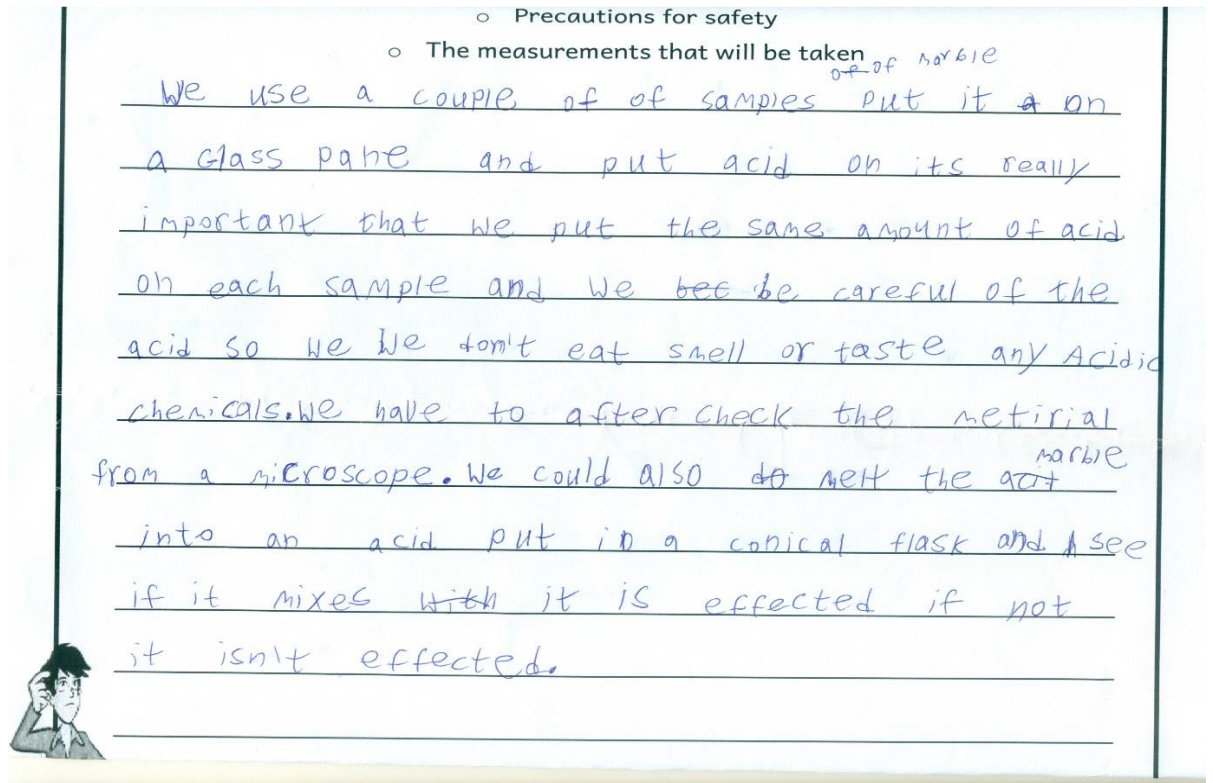 ○ Precautions for safety
○ The measurements that will be taken
of of marble
We use a couple of of samples put it a on
a Glass pane and put acid on its really
important that we put the same amount of acid
on each sample and we bec be careful of the
acid so we We don't eat smell or taste any Acidic
chemicals. We have to after check the metirial
marble
from a microscope. We could also do melt the
into an acid put in a conical flask and see
if it mixes with it is effected if not
it isn't effected.